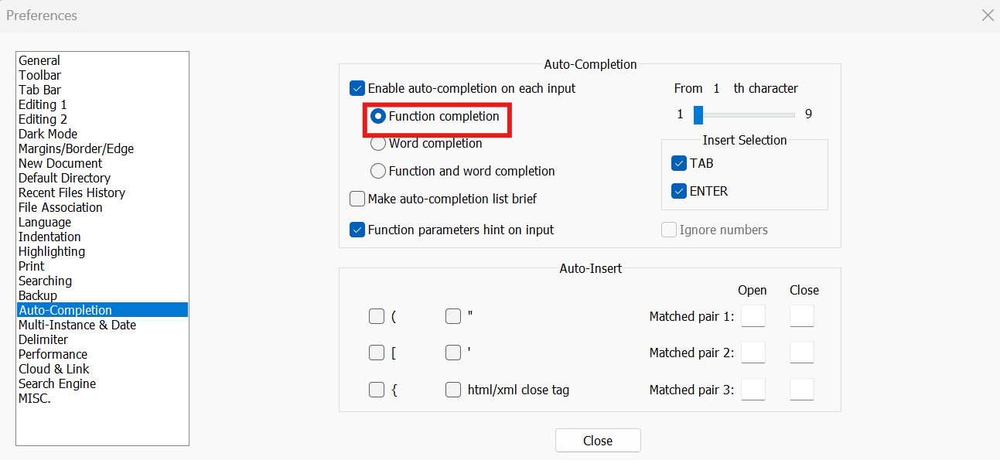 Preferences
General
Toolbar
Tab Bar
Editing 1
Editing 2
Dark Mode
Margins/Border/Edge
New Document
Default Directory
Recent Files History
File Association
Language
Indentation
Highlighting
Print
Searching
Backup
Auto-Completion
Multi-Instance & Date
Delimiter
Performance
Cloud & Link
Search Engine
MISC.
Auto-Completion
Enable auto-completion on each input
Function completion
Word completion
Function and word completion
Make auto-completion list brief
Function parameters hint on input
From 1 th character
1 9
Insert Selection
TAB
ENTER
Ignore numbers
Auto-Insert
Open Close
( " Matched pair 1:
[ ' Matched pair 2:
{ html/xml close tag Matched pair 3:
Close